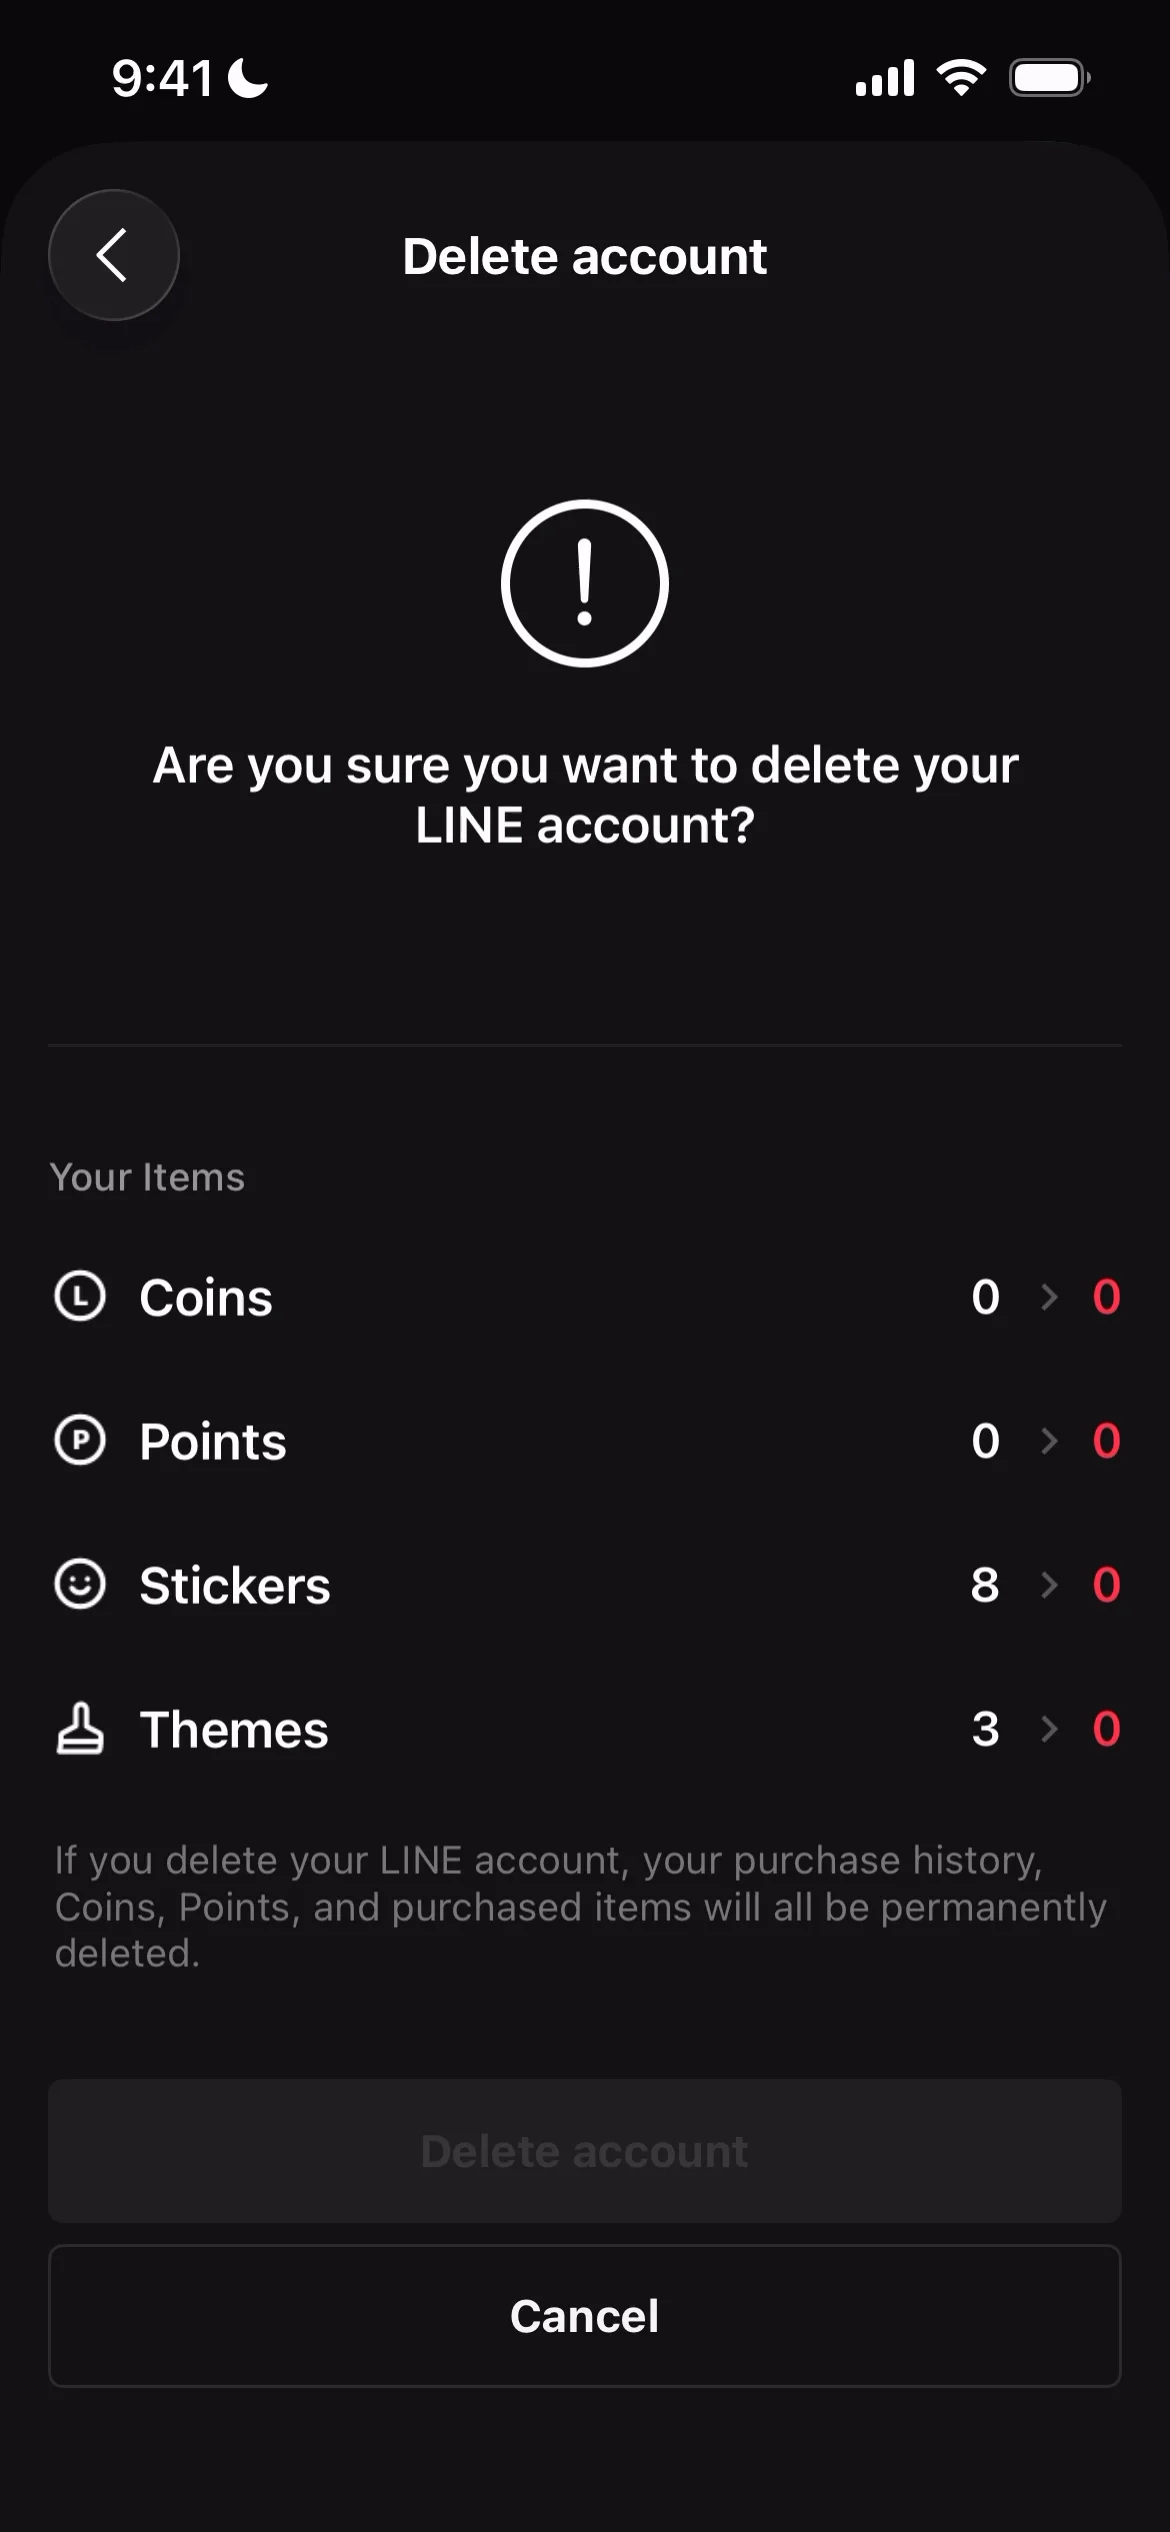 9:41
Delete account
Are you sure you want to delete your
LINE account?
Your Items
L Coins 0 > 0
P Points 0 > 0
Stickers 8 > 0
Themes 3 > 0
If you delete your LINE account, your purchase history,
Coins, Points, and purchased items will all be permanently
deleted.
Delete account
Cancel